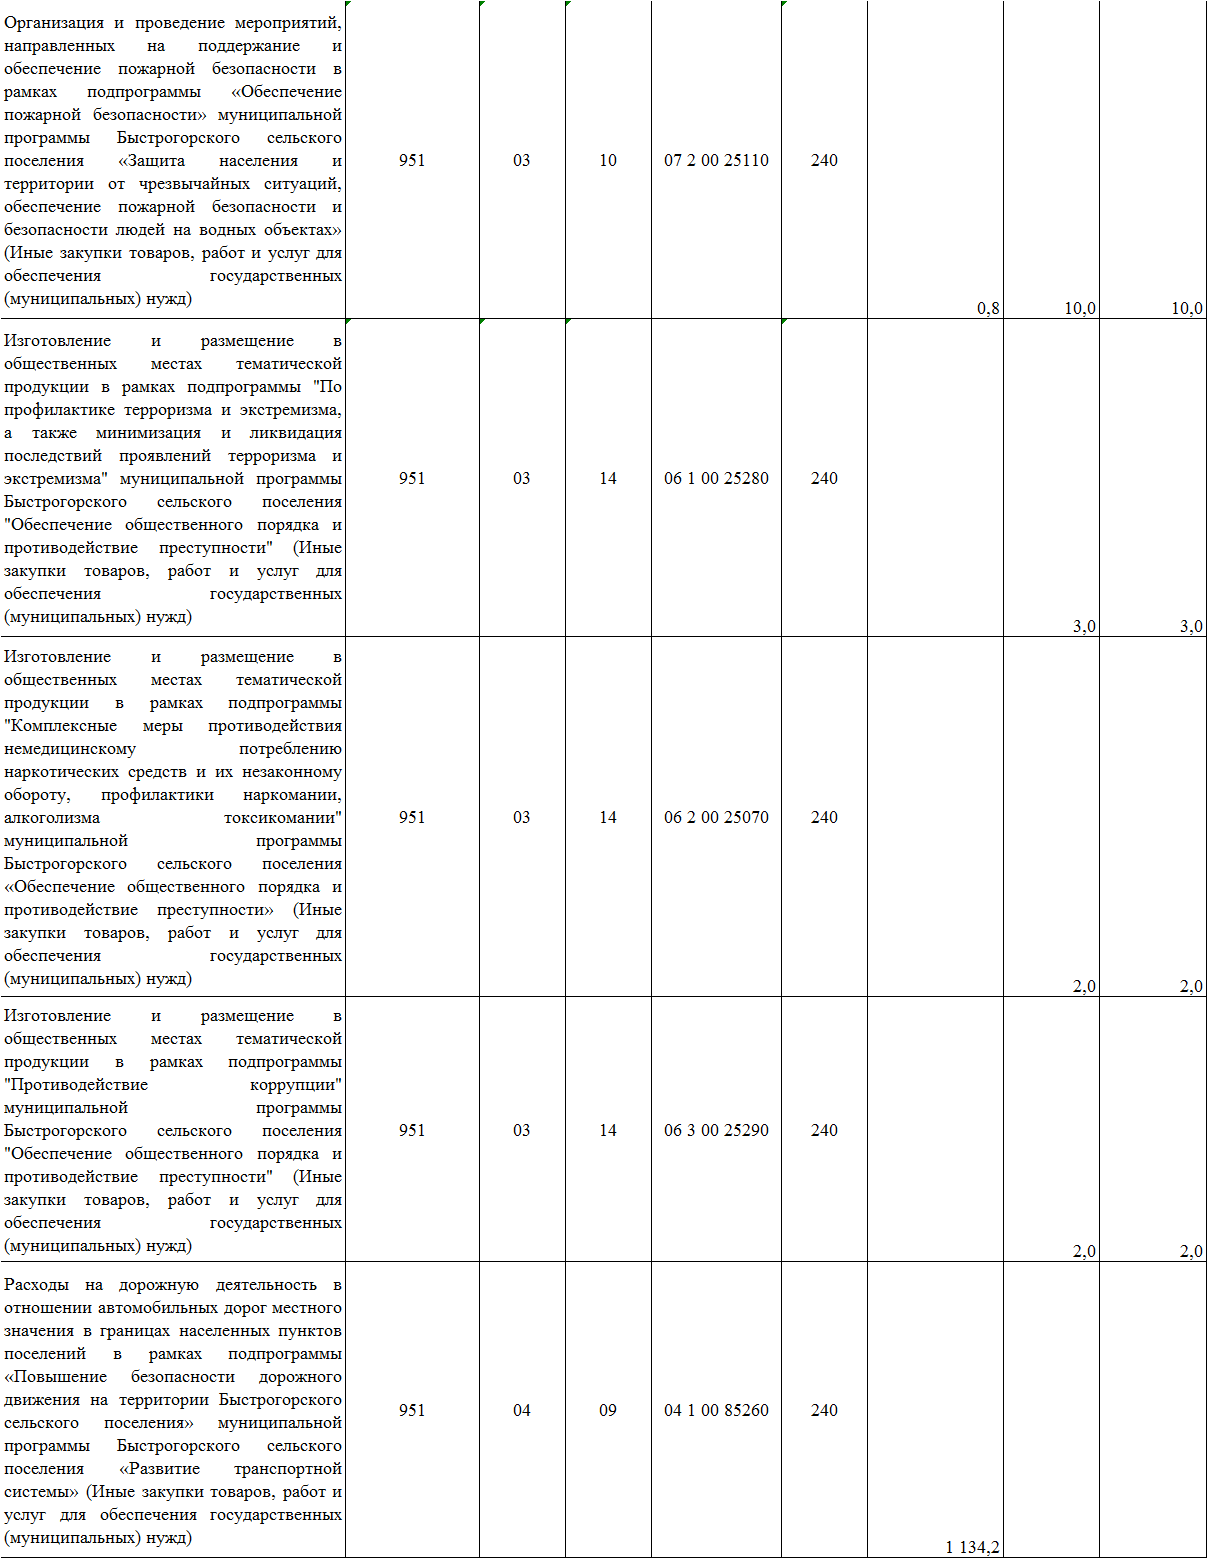 Организация и проведение мероприятий,
направленных на поддержание и
обеспечение пожарной безопасности в
рамках подпрограммы «Обеспечение
пожарной безопасности» муниципальной
программы Быстрогорского сельского
поселения «Защита населения и
территории от чрезвычайных ситуаций,
обеспечение пожарной безопасности и
безопасности людей на водных объектах»
(Иные закупки товаров, работ и услуг для
обеспечения государственных
(муниципальных) нужд)
951 03 10 07 2 00 25110 240
0,8 10,0 10,0
Изготовление и размещение в
общественных местах тематической
продукции в рамках подпрограммы "По
профилактике терроризма и экстремизма,
а также минимизация и ликвидация
последствий проявлений терроризма и
экстремизма" муниципальной программы
Быстрогорского сельского поселения
"Обеспечение общественного порядка и
противодействие преступности" (Иные
закупки товаров, работ и услуг для
обеспечения государственных
(муниципальных) нужд)
951 03 14 06 1 00 25280 240
3,0 3,0
Изготовление и размещение в
общественных местах тематической
продукции в рамках подпрограммы
"Комплексные меры противодействия
немедицинскому потреблению
наркотических средств и их незаконному
обороту, профилактики наркомании,
алкоголизма токсикомании"
муниципальной программы
Быстрогорского сельского поселения
«Обеспечение общественного порядка и
противодействие преступности» (Иные
закупки товаров, работ и услуг для
обеспечения государственных
(муниципальных) нужд)
951 03 14 06 2 00 25070 240
2,0 2,0
Изготовление и размещение в
общественных местах тематической
продукции в рамках подпрограммы
"Противодействие коррупции"
муниципальной программы
Быстрогорского сельского поселения
"Обеспечение общественного порядка и
противодействие преступности" (Иные
закупки товаров, работ и услуг для
обеспечения государственных
(муниципальных) нужд)
951 03 14 06 3 00 25290 240
2,0 2,0
Расходы на дорожную деятельность в
отношении автомобильных дорог местного
значения в границах населенных пунктов
поселений в рамках подпрограммы
«Повышение безопасности дорожного
движения на территории Быстрогорского
сельского поселения» муниципальной
программы Быстрогорского сельского
поселения «Развитие транспортной
системы» (Иные закупки товаров, работ и
услуг для обеспечения государственных
(муниципальных) нужд)
951 04 09 04 1 00 85260 240
1 134,2